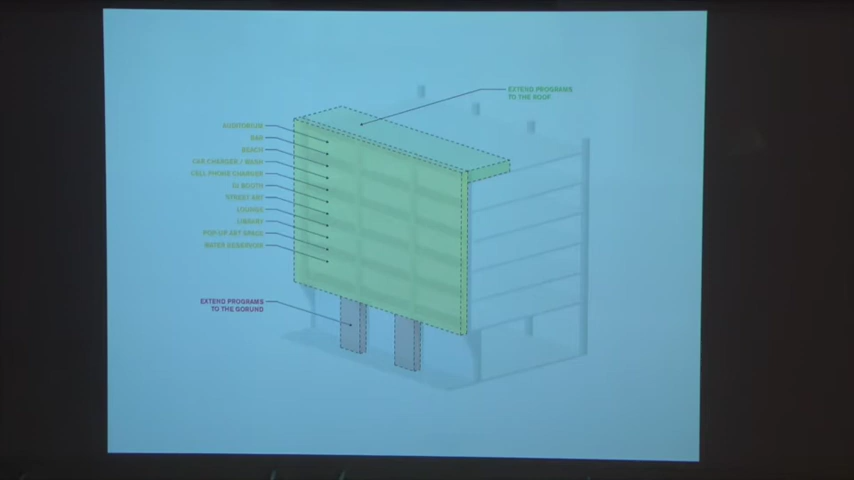 EXTEND PROGRAMS
TO THE ROOF
AUDITORIUM
BAR
BEACH
CAR CHARGER / WASH
CELL PHONE CHARGER
DJ BOOTH
STREET ART
LOUNGE
LIBRARY
POP-UP ART SPACE
WATER RESERVOIR
EXTEND PROGRAMS
TO THE GORUND